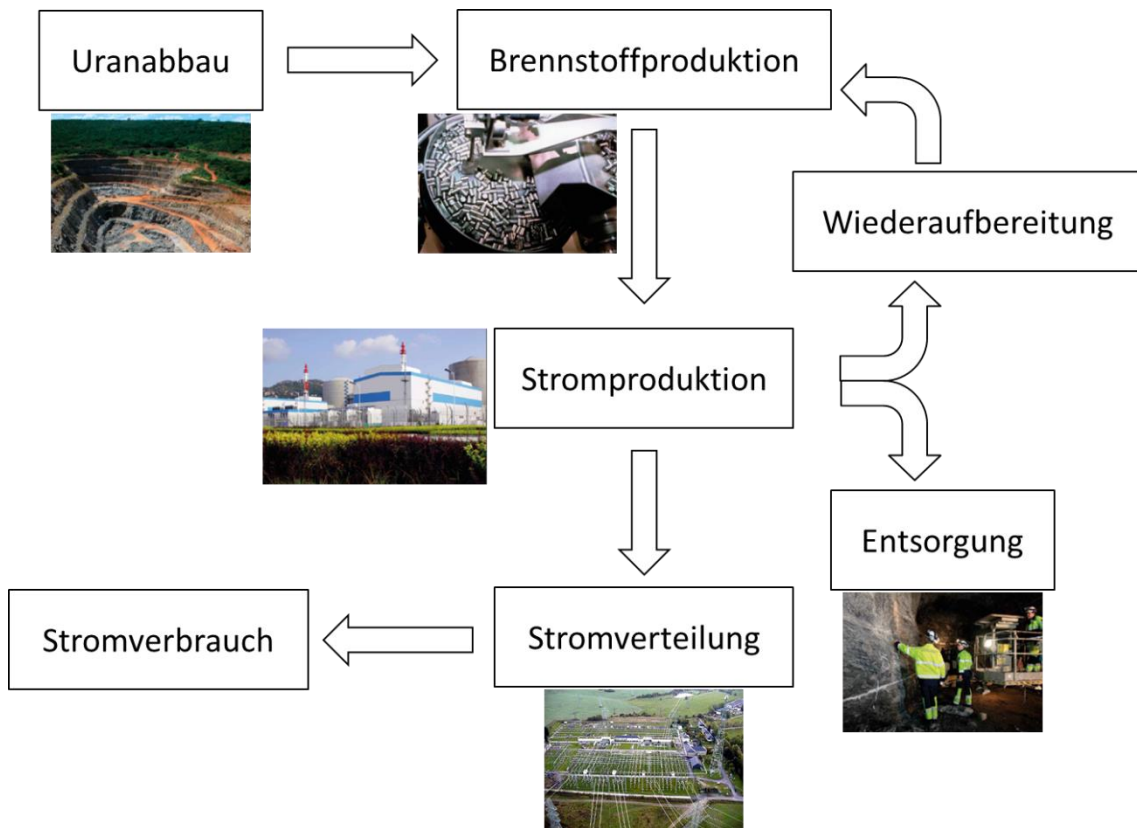 Uranabbau
Brennstoffproduktion
Wiederaufbereitung
Stromproduktion
Entsorgung
Stromverbrauch
Stromverteilung